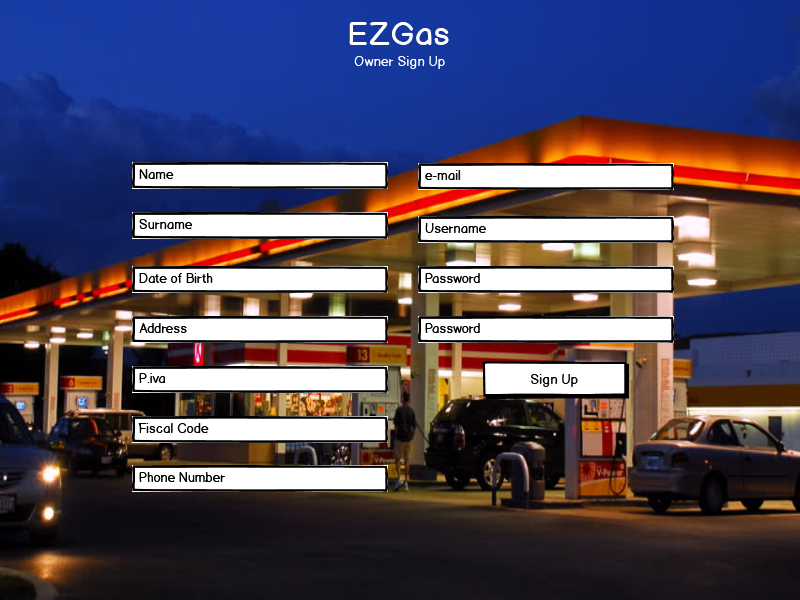 EZGas
Owner Sign Up
Name
Surname
Date of Birth
Address
P.iva
Fiscal Code
Phone Number
e-mail
Username
Password
Password
Sign Up
13
V-Power